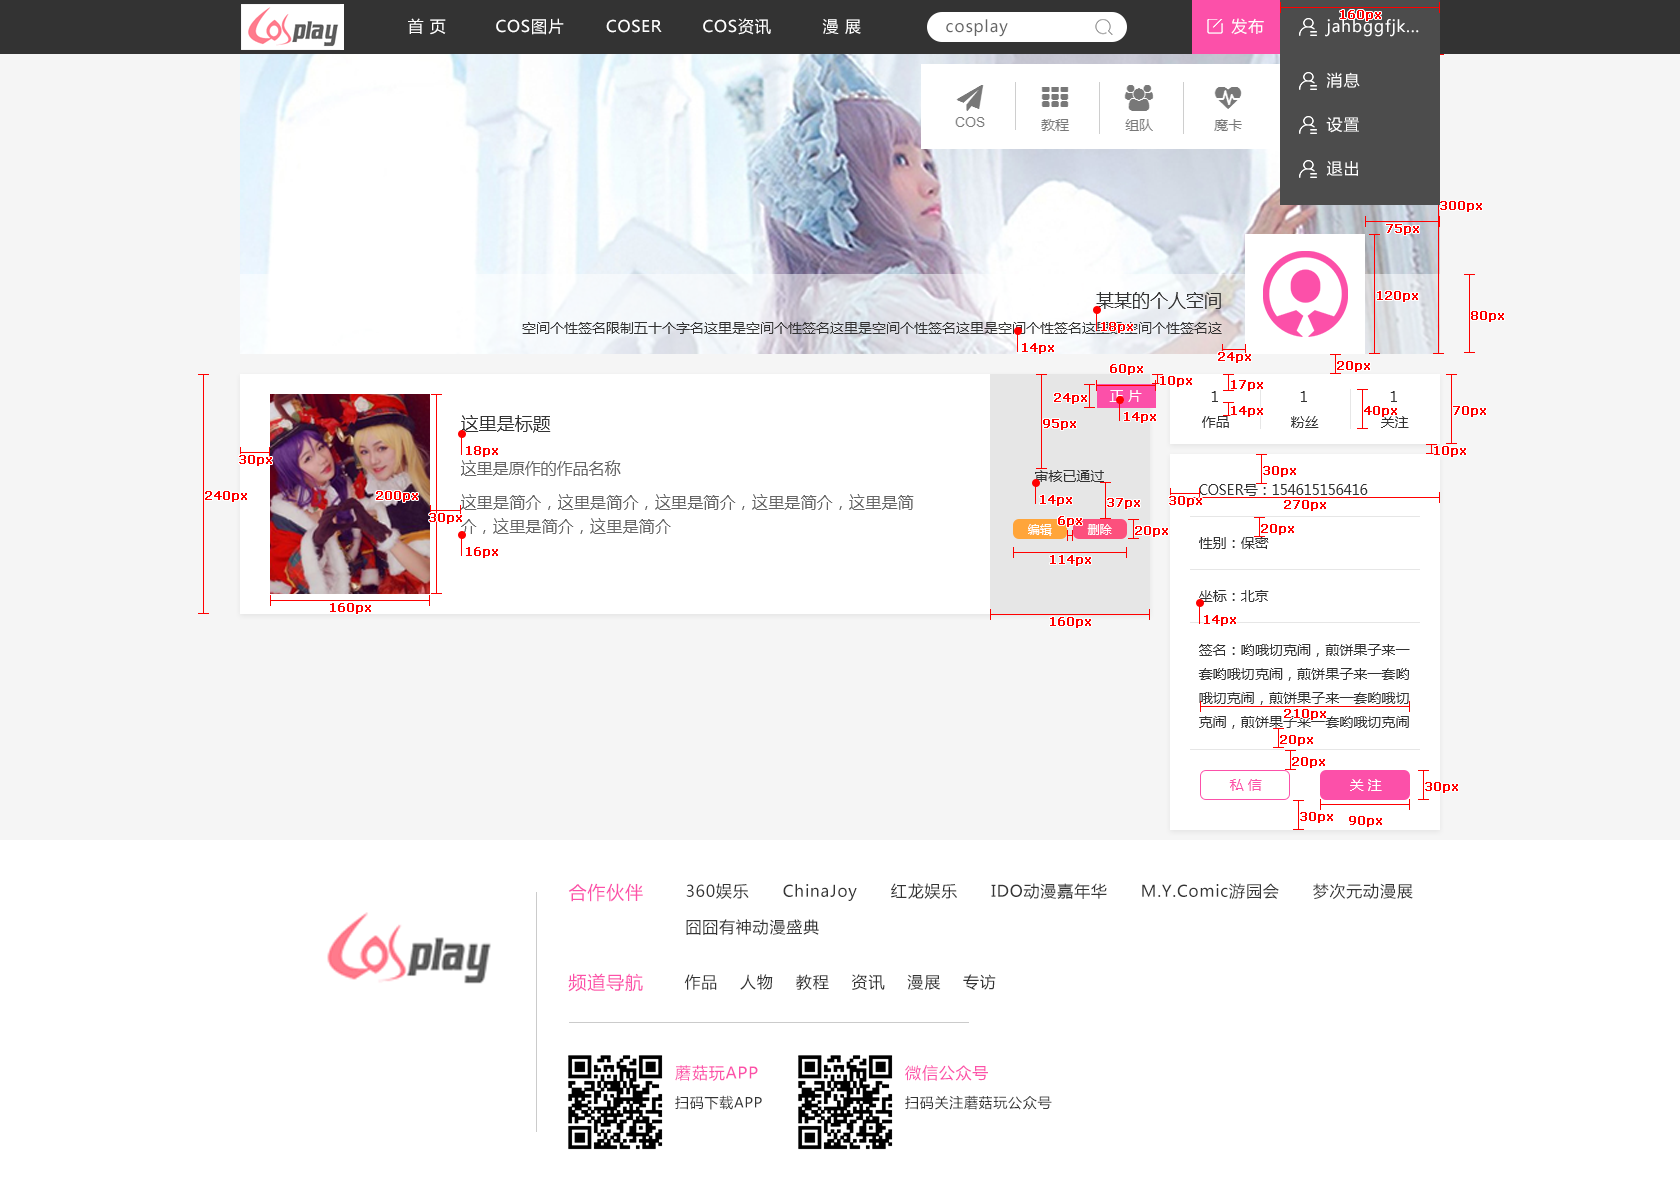 Cosplay
首 页
COS图片
COSER
COS资讯
漫 展
cosplay
发布
160px
jahbggfjk...
消息
设置
退出
COS
教程
组队
魔卡
300px
75px
120px
80px
某某的个人空间
18px
空间个性签名限制五十个字名这里是空间个性签名这里是空间个性签名这里是空间个性签名这里是空间个性签名这
14px
24px
20px
60px
10px
正 片
24px
14px
95px
17px
14px
40px
70px
10px
1
作品
1
粉丝
1
关注
30px
240px
200px
30px
160px
这里是标题
18px
这里是原作的作品名称
这里是简介，这里是简介，这里是简介，这里是简介，这里是简
介，这里是简介，这里是简介
16px
审核已通过
14px
37px
6px
编辑
删除
20px
114px
160px
30px
30px
COSER号：154615156416
270px
20px
性别：保密
坐标：北京
14px
签名：哟哦切克闹，煎饼果子来一
套哟哦切克闹，煎饼果子来一套哟
哦切克闹，煎饼果子来一套哟哦切
210px
克闹，煎饼果子来一套哟哦切克闹
20px
20px
私 信
关 注
30px
30px
90px
Cosplay
合作伙伴
360娱乐
ChinaJoy
红龙娱乐
IDO动漫嘉年华
M.Y.Comic游园会
梦次元动漫展
囧囧有神动漫盛典
频道导航
作品
人物
教程
资讯
漫展
专访
蘑菇玩APP
扫码下载APP
微信公众号
扫码关注蘑菇玩公众号